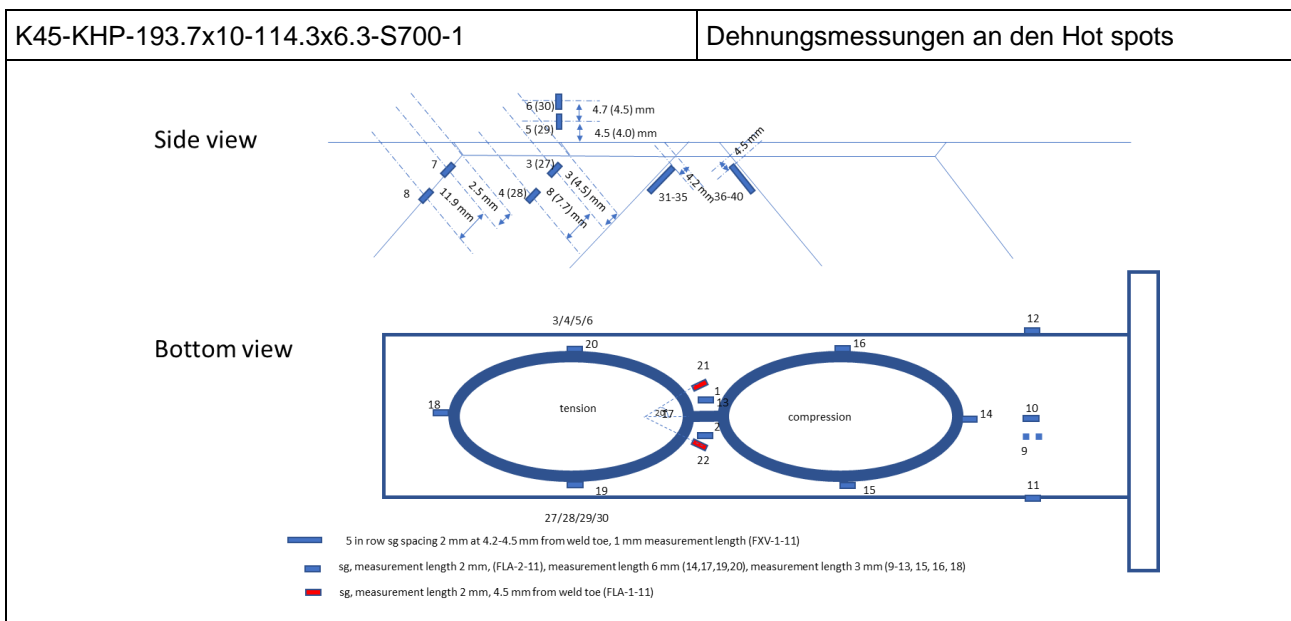 K45-KHP-193.7x10-114.3x6.3-S700-1
Dehnungsmessungen an den Hot spots
Side view
6 (30)
4.7 (4.5) mm
5 (29)
4.5 (4.0) mm
7
2.5 mm
8
11.9 mm
3 (27)
3 (4.5) mm
4 (28)
8 (7.7) mm
31-35
4.2 mm
4.5 mm
36-40
Bottom view
3/4/5/6
20
16
12
21
1
13
18
tension
17
compression
14
10
2
9
22
19
15
11
27/28/29/30
5 in row sg spacing 2 mm at 4.2-4.5 mm from weld toe, 1 mm measurement length (FXV-1-11)
sg, measurement length 2 mm, (FLA-2-11), measurement length 6 mm (14,17,19,20), measurement length 3 mm (9-13, 15, 16, 18)
sg, measurement length 2 mm, 4.5 mm from weld toe (FLA-1-11)